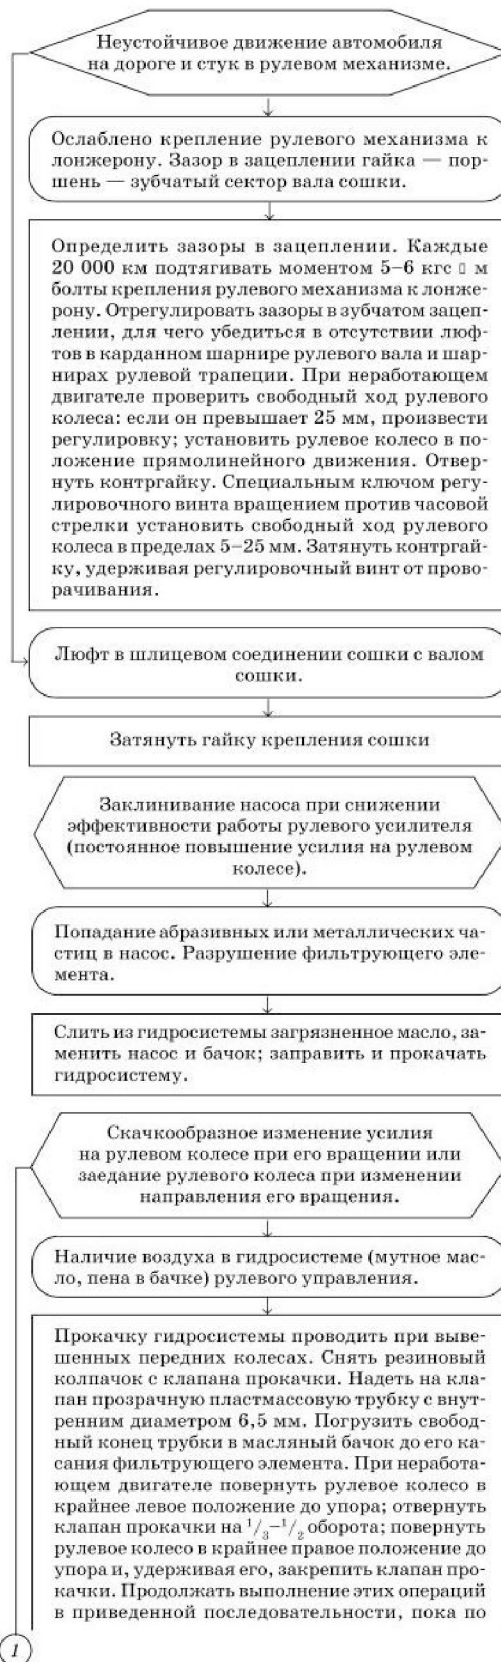 Неустойчивое движение автомобиля
на дороге и стук в рулевом механизме.
Ослаблено крепление рулевого механизма к
лонжерону. Зазор в зацеплении гайка — пор-
шень — зубчатый сектор вала сошки.
Определить зазоры в зацеплении. Каждые
20 000 км подтягивать моментом 5–6 кгс ▯ м
болты крепления рулевого механизма к лонже-
рону. Отрегулировать зазоры в зубчатом зацеп-
лении, для чего убедиться в отсутствии люф-
тов в карданном шарнире рулевого вала и шар-
нирах рулевой трапеции. При неработающем
двигателе проверить свободный ход рулевого
колеса: если он превышает 25 мм, произвести
регулировку; установить рулевое колесо в по-
ложение прямолинейного движения. Отвер-
нуть контргайку. Специальным ключом регу-
лировочного винта вращением против часовой
стрелки установить свободный ход рулевого
колеса в пределах 5–25 мм. Затянуть контргай-
ку, удерживая регулировочный винт от прово-
рачивания.
Люфт в шлицевом соединении сошки с валом
сошки.
Затянуть гайку крепления сошки
Заклинивание насоса при снижении
эффективности работы рулевого усилителя
(постоянное повышение усилия на рулевом
колесе).
Попадание абразивных или металлических ча-
стиц в насос. Разрушение фильтрующего эле-
мента.
Слить из гидросистемы загрязненное масло, за-
менить насос и бачок; заправить и прокачать
гидросистему.
Скачкообразное изменение усилия
на рулевом колесе при его вращении или
заедание рулевого колеса при изменении
направления его вращения.
Наличие воздуха в гидросистеме (мутное мас-
ло, пена в бачке) рулевого управления.
Прокачку гидросистемы проводить при выве-
шенных передних колесах. Снять резиновый
колпачок с клапана прокачки. Надеть на кла-
пан прозрачную пластмассовую трубку с внут-
ренним диаметром 6,5 мм. Погрузить свобод-
ный конец трубки в масляный бачок до его ка-
сания фильтрующего элемента. При неработа-
ющем двигателе повернуть рулевое колесо в
крайнее левое положение до упора; отвернуть
клапан прокачки на 1/3–1/2 оборота; повернуть
рулевое колесо в крайнее правое положение до
упора и, удерживая его, закрепить клапан про-
качки. Продолжать выполнение этих операций
в приведенной последовательности, пока по
1